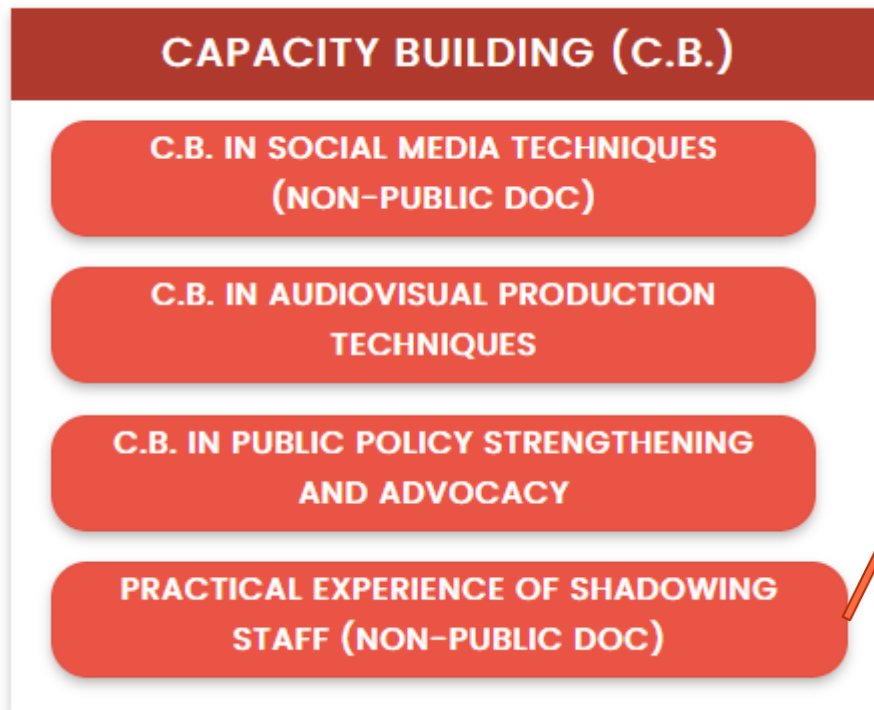 CAPACITY BUILDING (C.B.)
C.B. IN SOCIAL MEDIA TECHNIQUES
(NON-PUBLIC DOC)
C.B. IN AUDIOVISUAL PRODUCTION
TECHNIQUES
C.B. IN PUBLIC POLICY STRENGTHENING
AND ADVOCACY
PRACTICAL EXPERIENCE OF SHADOWING
STAFF (NON-PUBLIC DOC)